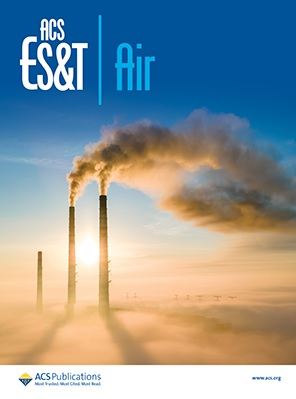 ACS
ES&T Air
ACS Publications
Most Trusted. Most Cited. Most Read.
www.acs.org